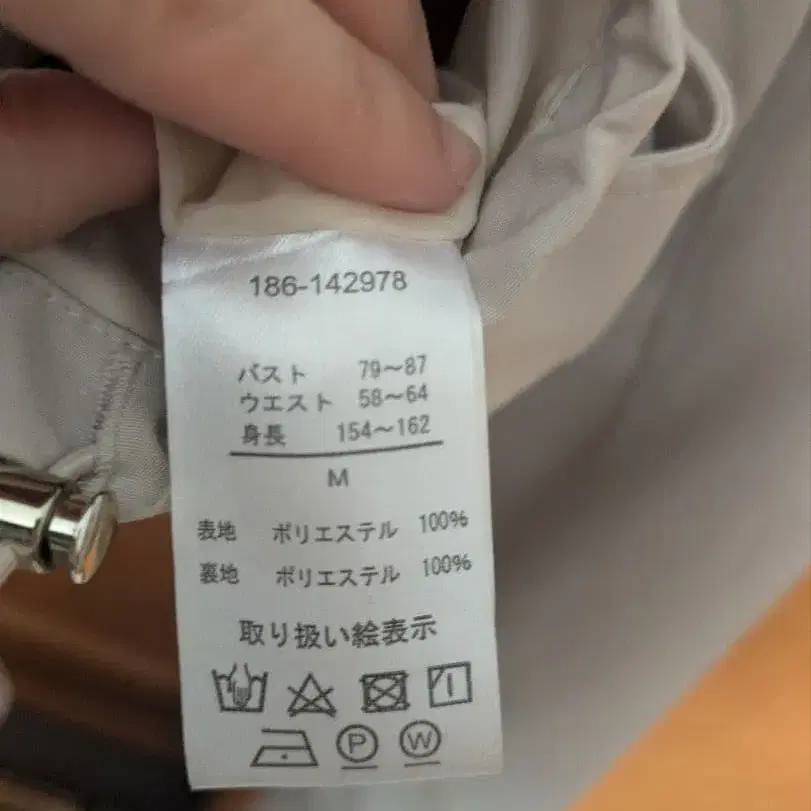 186-142978
バスト 79~87
ウエスト 58~64
身長 154~162
M
表地 ポリエステル 100%
裏地 ポリエステル 100%
取り扱い絵表示
P W